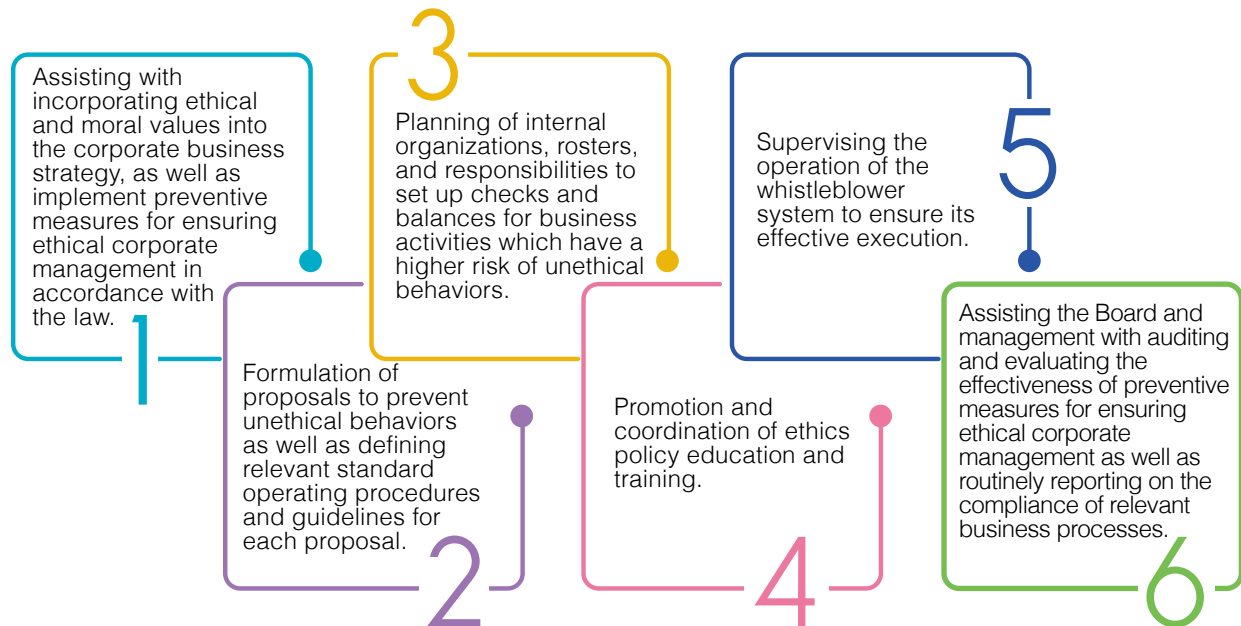 Assisting with
incorporating ethical
and moral values into
the corporate business
strategy, as well as
implement preventive
measures for ensuring
ethical corporate
management in
accordance with
the law.
1
Formulation of
proposals to prevent
unethical behaviors
as well as defining
relevant standard
operating procedures
and guidelines for
each proposal.
2
3
Planning of internal
organizations, rosters,
and responsibilities to
set up checks and
balances for business
activities which have a
higher risk of unethical
behaviors.
Promotion and
coordination of ethics
policy education and
training.
4
5
Supervising the
operation of the
whistleblower
system to ensure its
effective execution.
Assisting the Board and
management with auditing
and evaluating the
effectiveness of preventive
measures for ensuring
ethical corporate
management as well as
routinely reporting on the
compliance of relevant
business processes.
6